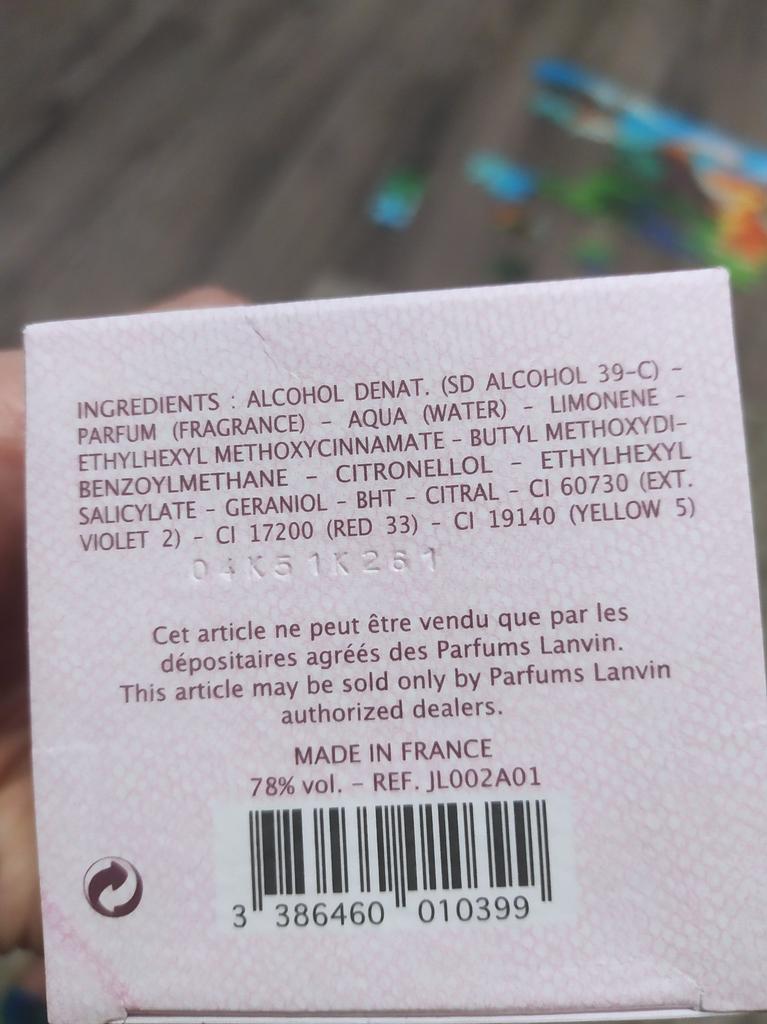 INGREDIENTS : ALCOHOL DENAT. (SD ALCOHOL 39-C) -
PARFUM (FRAGRANCE) - AQUA (WATER) - LIMONENE -
ETHYLHEXYL METHOXYCINNAMATE - BUTYL METHOXYDI-
BENZOYLMETHANE - CITRONELLOL - ETHYLHEXYL
SALICYLATE - GERANIOL - BHT - CITRAL - CI 60730 (EXT.
VIOLET 2) - CI 17200 (RED 33) - CI 19140 (YELLOW 5)
Cet article ne peut être vendu que par les
dépositaires agréés des Parfums Lanvin.
This article may be sold only by Parfums Lanvin
authorized dealers.
MADE IN FRANCE
78% vol. - REF. JL002A01
3 386460 010399